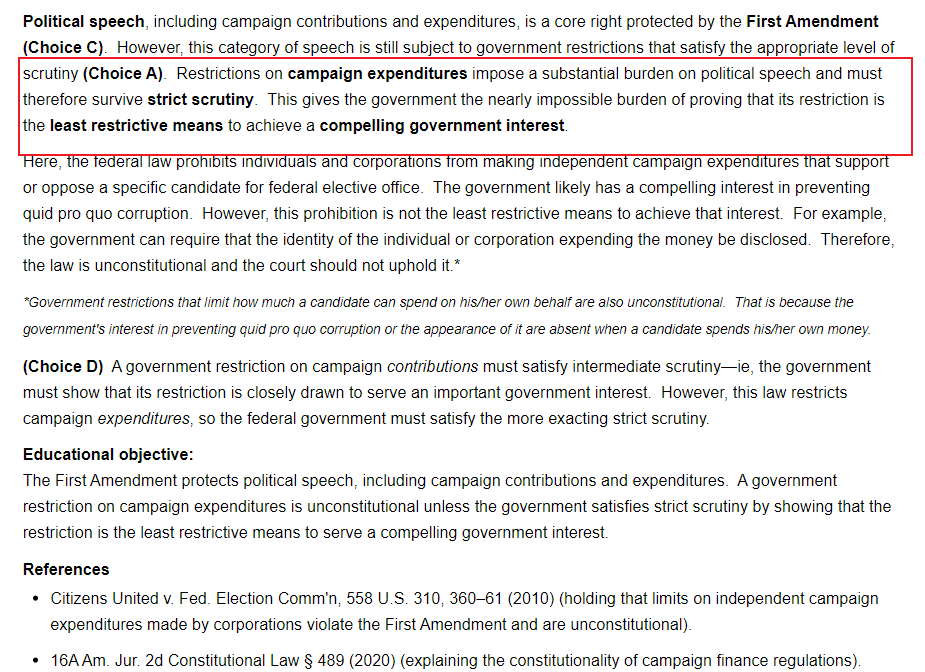 Political speech, including campaign contributions and expenditures, is a core right protected by the First Amendment
(Choice C).  However, this category of speech is still subject to government restrictions that satisfy the appropriate level of
scrutiny (Choice A).  Restrictions on campaign expenditures impose a substantial burden on political speech and must
therefore survive strict scrutiny.  This gives the government the nearly impossible burden of proving that its restriction is
the least restrictive means to achieve a compelling government interest.
Here, the federal law prohibits individuals and corporations from making independent campaign expenditures that support
or oppose a specific candidate for federal elective office.  The government likely has a compelling interest in preventing
quid pro quo corruption.  However, this prohibition is not the least restrictive means to achieve that interest.  For example,
the government can require that the identity of the individual or corporation expending the money be disclosed.  Therefore,
the law is unconstitutional and the court should not uphold it.*
*Government restrictions that limit how much a candidate can spend on his/her own behalf are also unconstitutional.  That is because the
government's interest in preventing quid pro quo corruption or the appearance of it are absent when a candidate spends his/her own money.
(Choice D)  A government restriction on campaign contributions must satisfy intermediate scrutiny—ie, the government
must show that its restriction is closely drawn to serve an important government interest.  However, this law restricts
campaign expenditures, so the federal government must satisfy the more exacting strict scrutiny.
Educational objective:
The First Amendment protects political speech, including campaign contributions and expenditures.  A government
restriction on campaign expenditures is unconstitutional unless the government satisfies strict scrutiny by showing that the
restriction is the least restrictive means to serve a compelling government interest.
References
• Citizens United v. Fed. Election Comm'n, 558 U.S. 310, 360–61 (2010) (holding that limits on independent campaign
expenditures made by corporations violate the First Amendment and are unconstitutional).
• 16A Am. Jur. 2d Constitutional Law § 489 (2020) (explaining the constitutionality of campaign finance regulations).